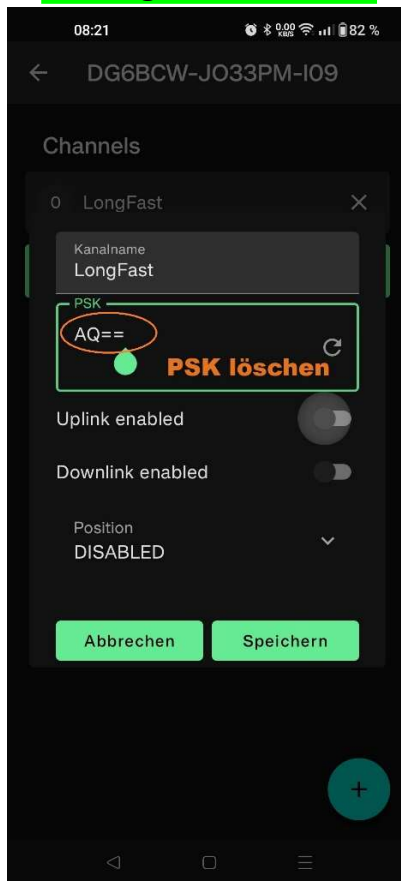 08:21 0.00 KB/S 82 %
DG6BCW-JO33PM-I09
Channels
0 LongFast
Kanalname
LongFast
PSK
AQ==
PSK löschen
Uplink enabled
Downlink enabled
Position
DISABLED
Abbrechen Speichern
+